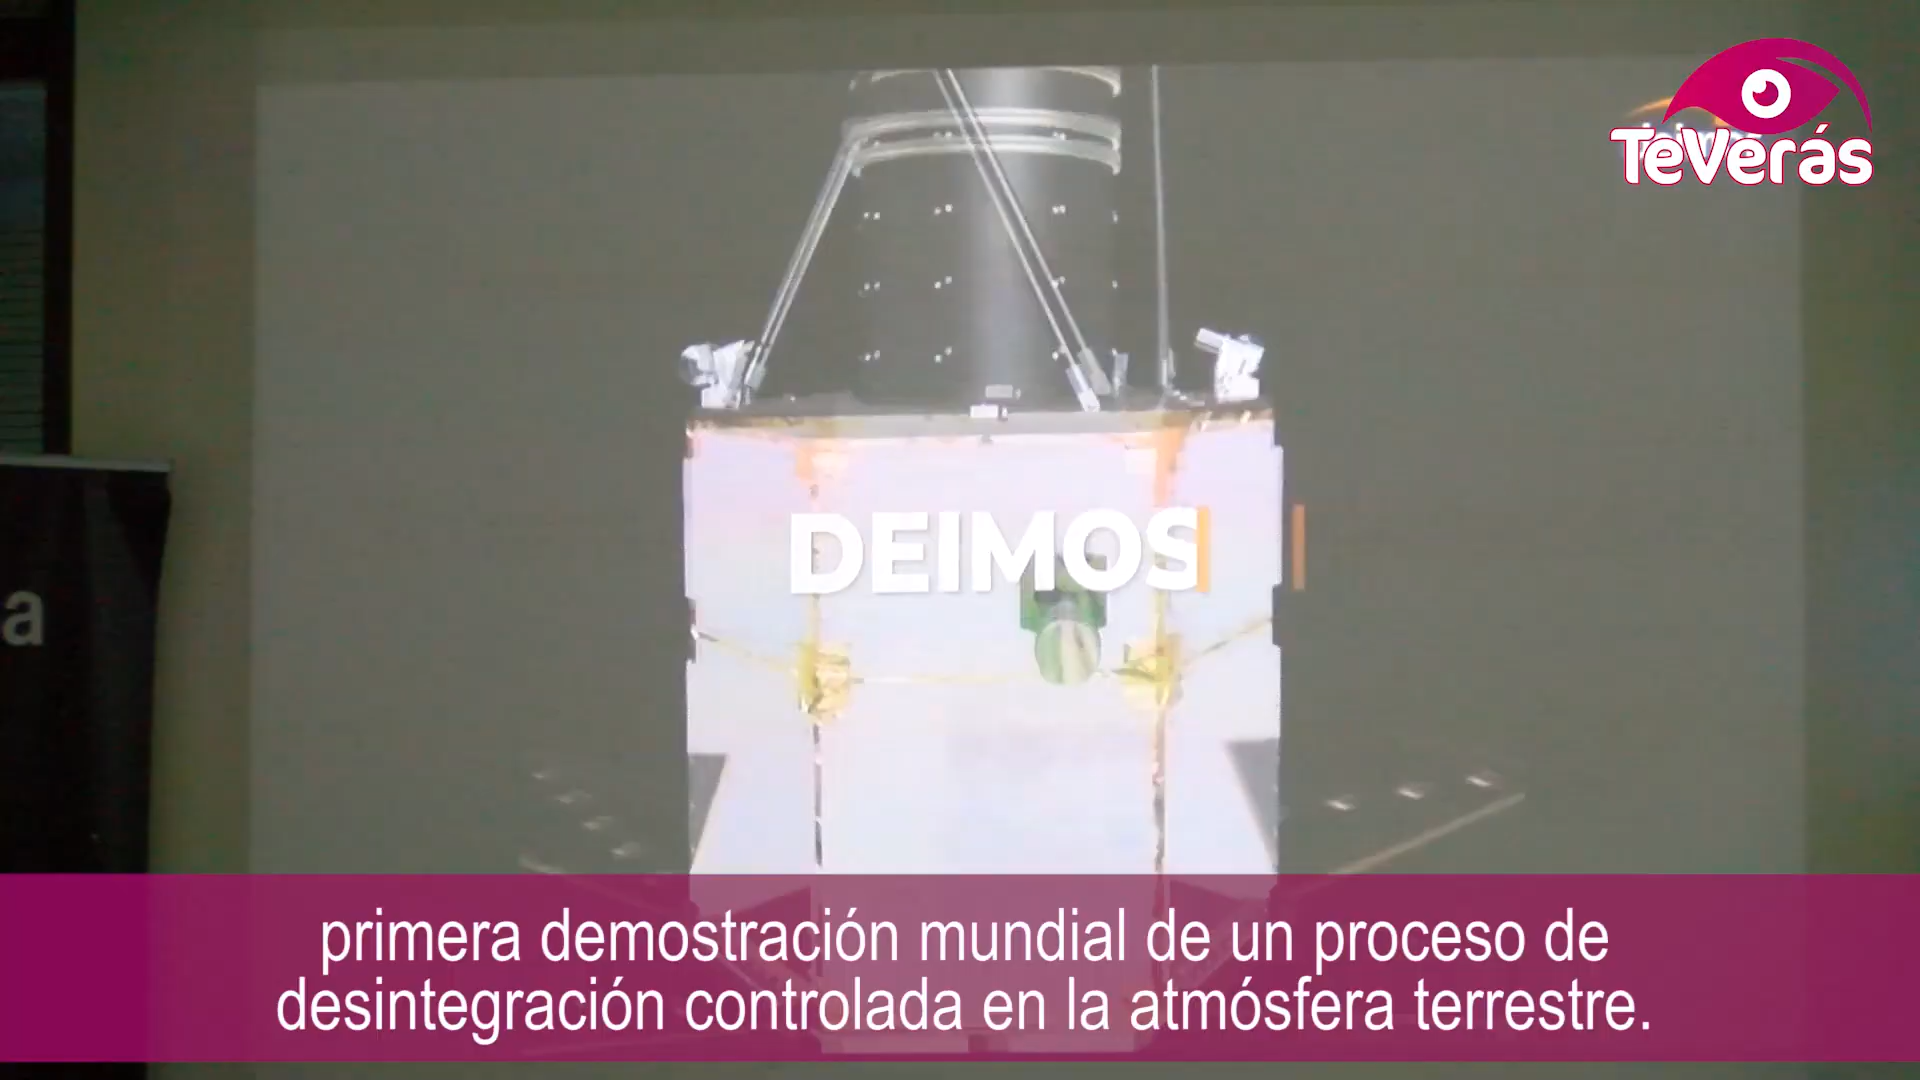 TeVerás
DEIMOS
a
primera demostración mundial de un proceso de
desintegración controlada en la atmósfera terrestre.